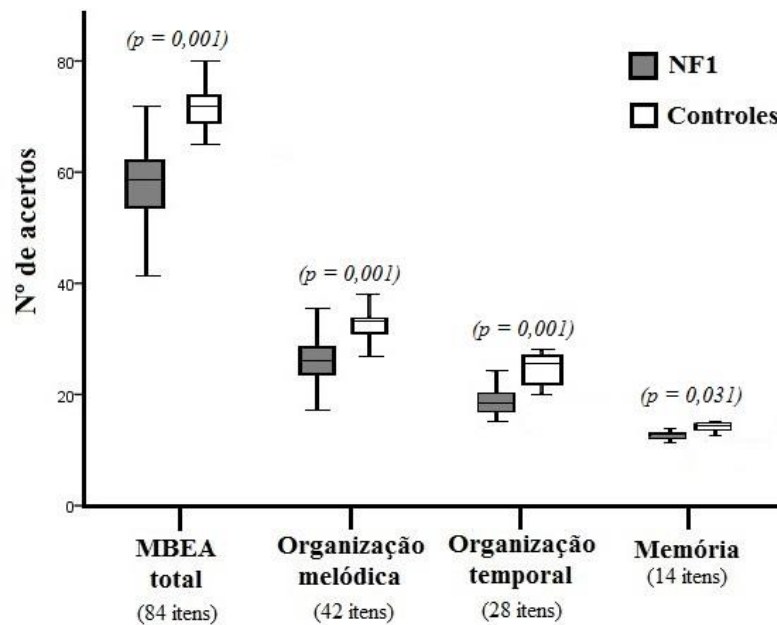 (p = 0,001)
NF1
Controles
80
60
40
20
0
Nº de acertos
(p = 0,001)
(p = 0,001)
(p = 0,031)
MBEA
total
(84 itens)
Organização
melódica
(42 itens)
Organização
temporal
(28 itens)
Memória
(14 itens)